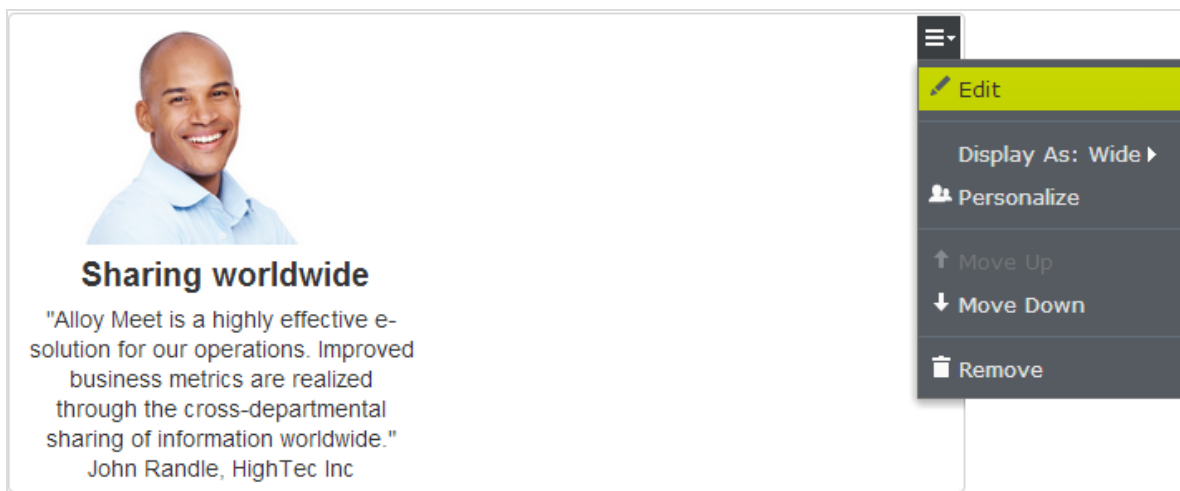 Edit
Display As: Wide
Personalize
Move Up
Move Down
Remove
Sharing worldwide
"Alloy Meet is a highly effective e-
solution for our operations. Improved
business metrics are realized
through the cross-departmental
sharing of information worldwide."
John Randle, HighTec Inc